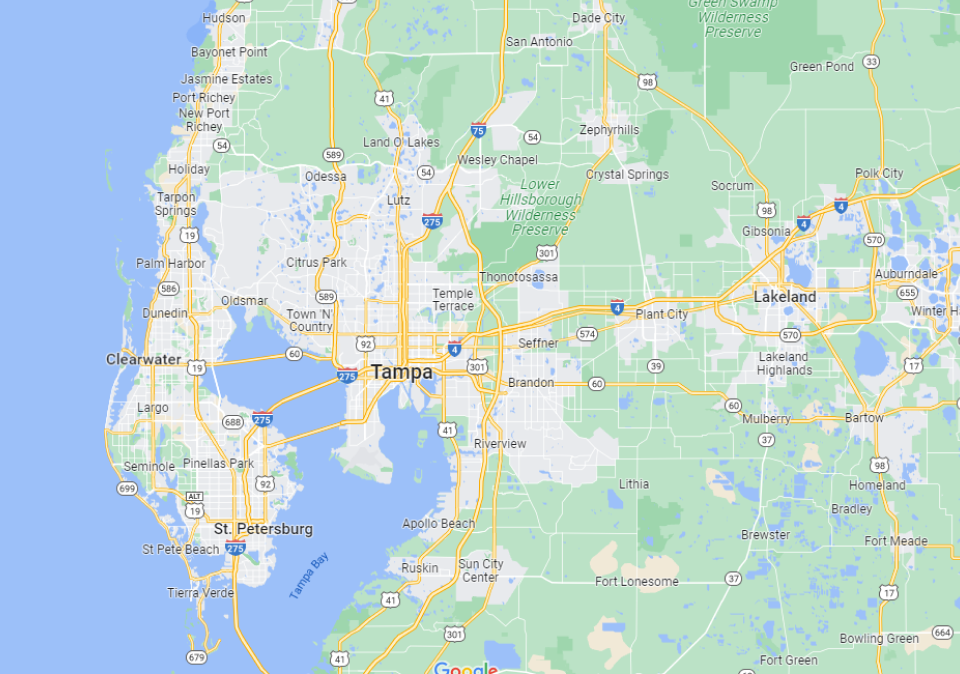 Hudson
Dade City
Green Swamp
Wilderness
Preserve
San Antonio
Bayonet Point
Green Pond
33
Jasmine Estates
98
Port Richey
41
New Port
Richey
75
Zephyrhills
54
54
Land O' Lakes
589
Wesley Chapel
Holiday
Odessa
54
Crystal Springs
Polk City
Socrum
Lower
Hillsborough
Wilderness
Preserve
Tarpon
Springs
Lutz
98
4
275
4
19
Gibsonia
570
301
Palm Harbor
Citrus Park
Thonotosassa
Auburndale
586
589
Temple
Terrace
655
Lakeland
Oldsmar
4
Dunedin
Town 'N'
Country
Plant City
Winter Ha
574
570
92
Seffner
4
60
Clearwater
Lakeland
Highlands
19
301
39
17
275
Tampa
Brandon
60
Largo
60
275
688
Mulberry
Bartow
41
37
Riverview
Seminole
Pinellas Park
98
92
Lithia
Homeland
699
ALT
19
Bradley
St. Petersburg
Apollo Beach
Brewster
Fort Meade
St Pete Beach
275
Ruskin
Sun City
Center
Tampa Bay
Fort Lonesome
37
Tierra Verde
17
41
301
664
Bowling Green
679
41
Fort Green
Google